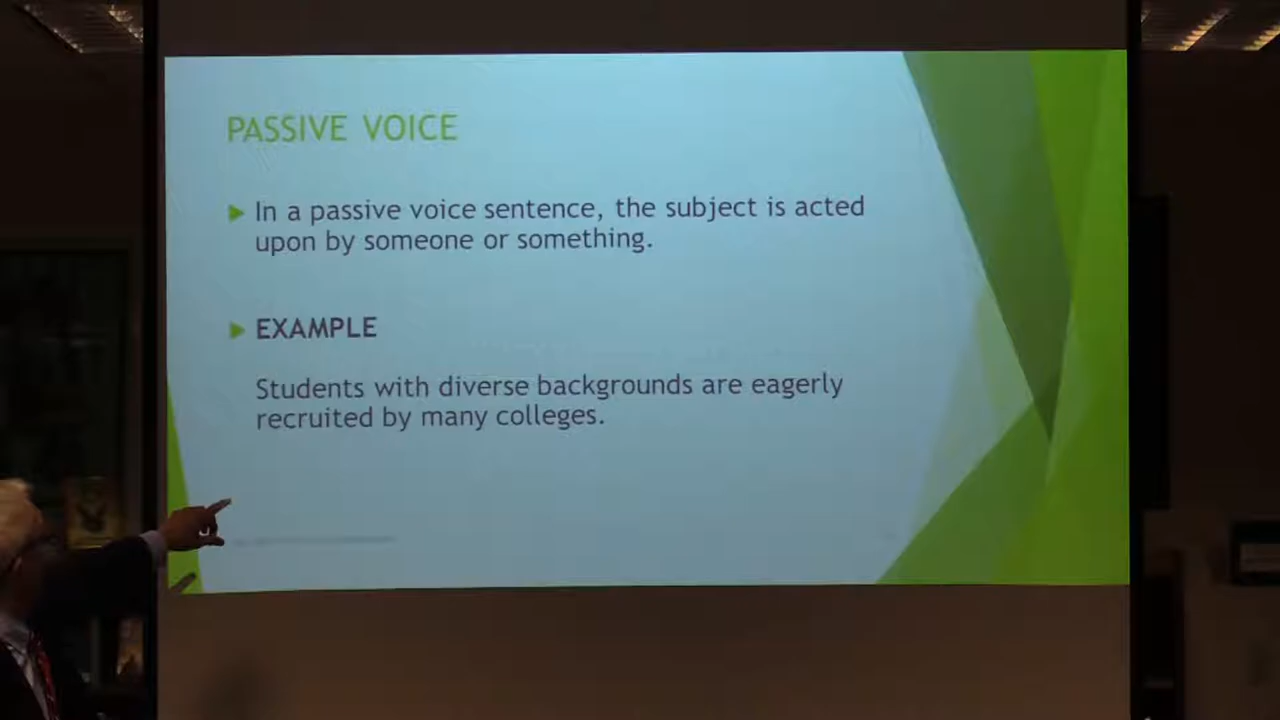 PASSIVE VOICE
In a passive voice sentence, the subject is acted
upon by someone or something.
EXAMPLE
Students with diverse backgrounds are eagerly
recruited by many colleges.